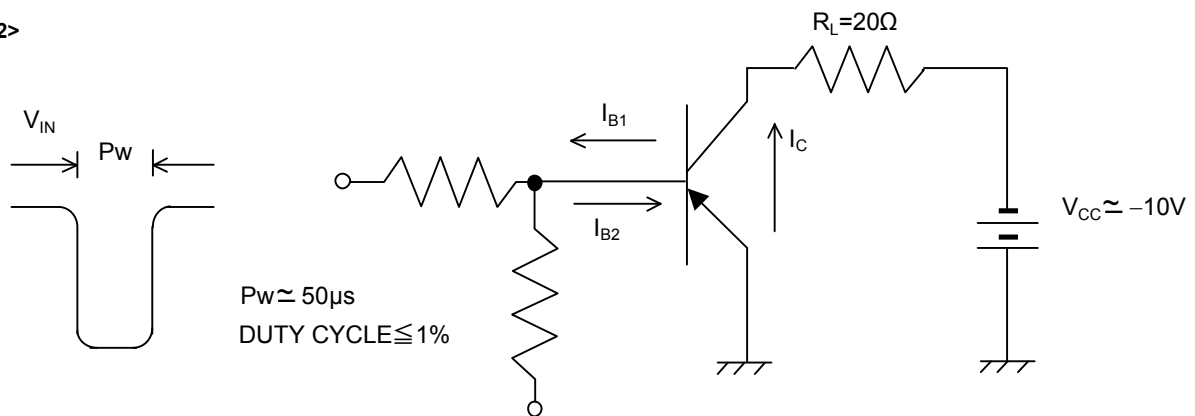 2>
R_L=20Ω
V_IN
Pw
I_B1
I_C
I_B2
V_CC≃ −10V
Pw≃ 50µs
DUTY CYCLE≦1%